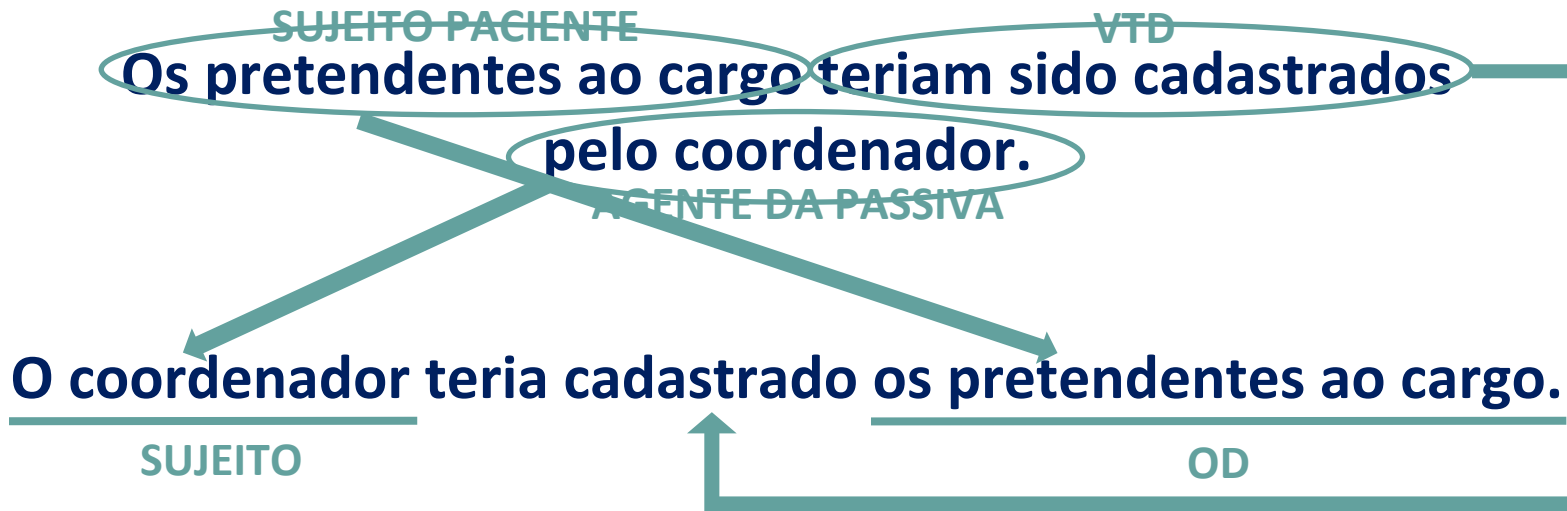 SUJEITO PACIENTE VTD
Os pretendentes ao cargo teriam sido cadastrados
pelo coordenador.
AGENTE DA PASSIVA
O coordenador teria cadastrado os pretendentes ao cargo.
SUJEITO OD